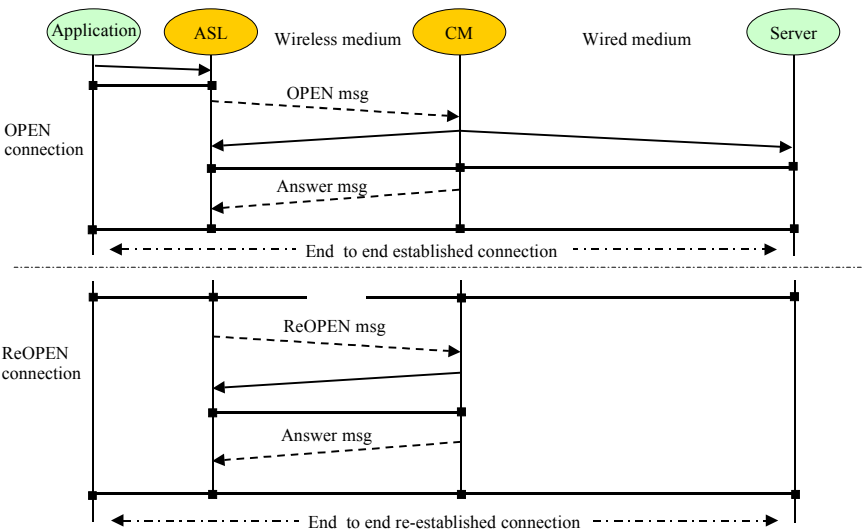 Application
ASL
Wireless medium
CM
Wired medium
Server
OPEN msg
OPEN
connection
Answer msg
End to end established connection
ReOPEN msg
ReOPEN
connection
Answer msg
End to end re-established connection